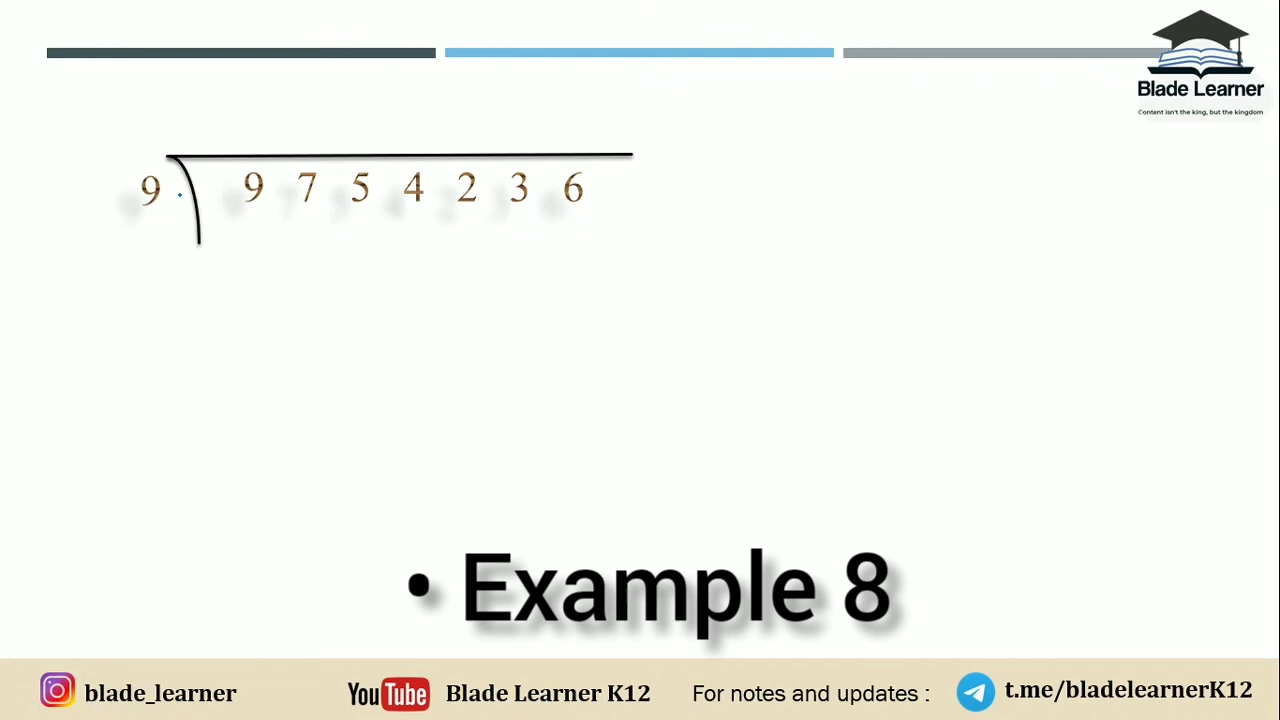 Blade Learner
Content isn't the king, but the kingdom
9 9 7 5 4 2 3 6
• Example 8
blade_learner YouTube Blade Learner K12 For notes and updates : t.me/bladelearnerK12